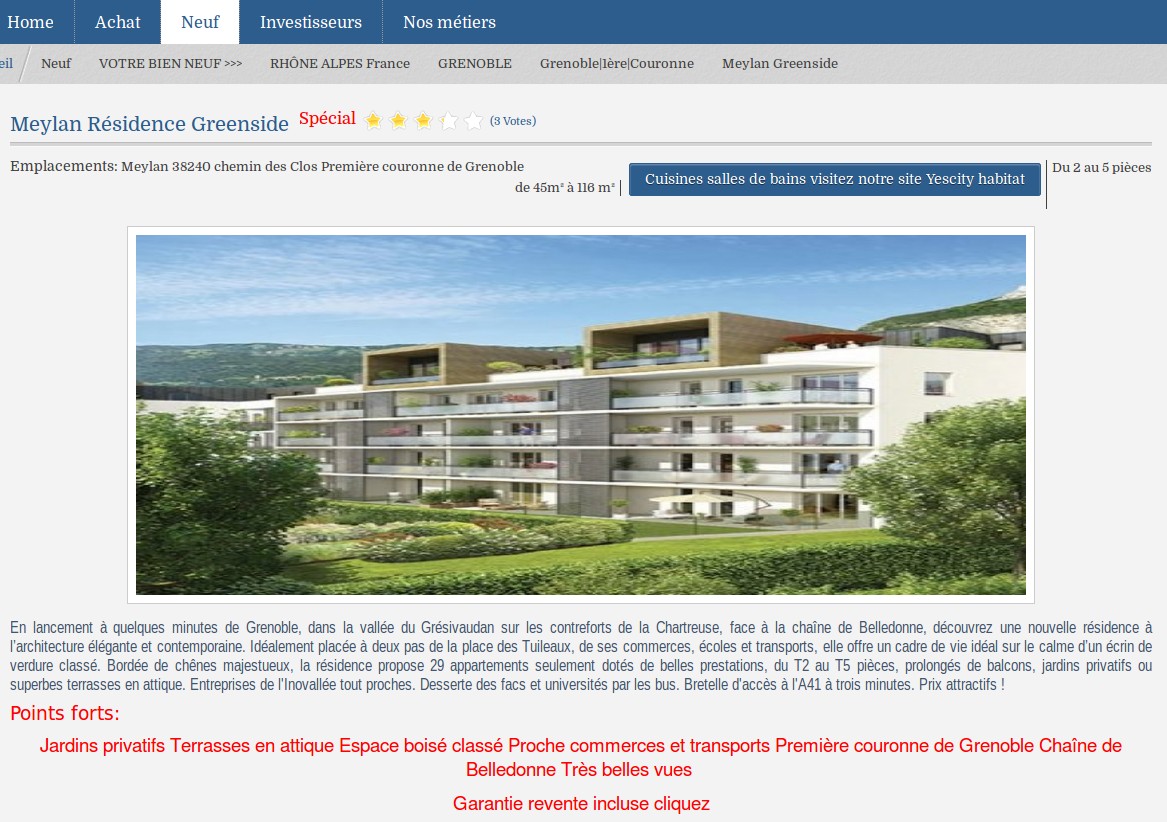 Home Achat Neuf Investisseurs Nos métiers
eil Neuf VOTRE BIEN NEUF >>> RHÔNE ALPES France GRENOBLE Grenoble|1ère|Couronne Meylan Greenside
Meylan Résidence Greenside Spécial (3 Votes)
Emplacements: Meylan 38240 chemin des Clos Première couronne de Grenoble
de 45m² à 116 m² | Cuisines salles de bains visitez notre site Yescity habitat Du 2 au 5 pièces
En lancement à quelques minutes de Grenoble, dans la vallée du Grésivaudan sur les contreforts de la Chartreuse, face à la chaîne de Belledonne, découvrez une nouvelle résidence à
l'architecture élégante et contemporaine. Idéalement placée à deux pas de la place des Tuileaux, de ses commerces, écoles et transports, elle offre un cadre de vie idéal sur le calme d'un écrin de
verdure classé. Bordée de chênes majestueux, la résidence propose 29 appartements seulement dotés de belles prestations, du T2 au T5 pièces, prolongés de balcons, jardins privatifs ou
superbes terrasses en attique. Entreprises de l'Inovallée tout proches. Desserte des facs et universités par les bus. Bretelle d'accès à l'A41 à trois minutes. Prix attractifs !
Points forts:
Jardins privatifs Terrasses en attique Espace boisé classé Proche commerces et transports Première couronne de Grenoble Chaîne de
Belledonne Très belles vues
Garantie revente incluse cliquez